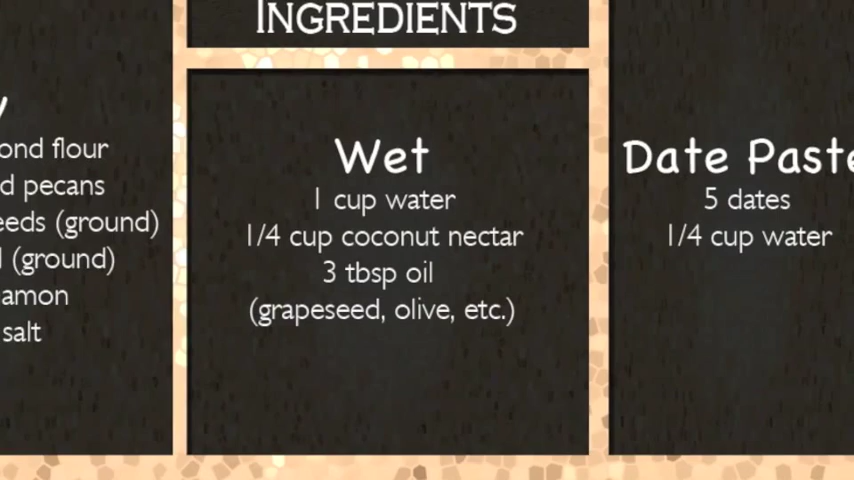 INGREDIENTS
ond flour
d pecans
eeds (ground)
(ground)
amon
salt
Wet
1 cup water
1/4 cup coconut nectar
3 tbsp oil
(grapeseed, olive, etc.)
Date Paste
5 dates
1/4 cup water